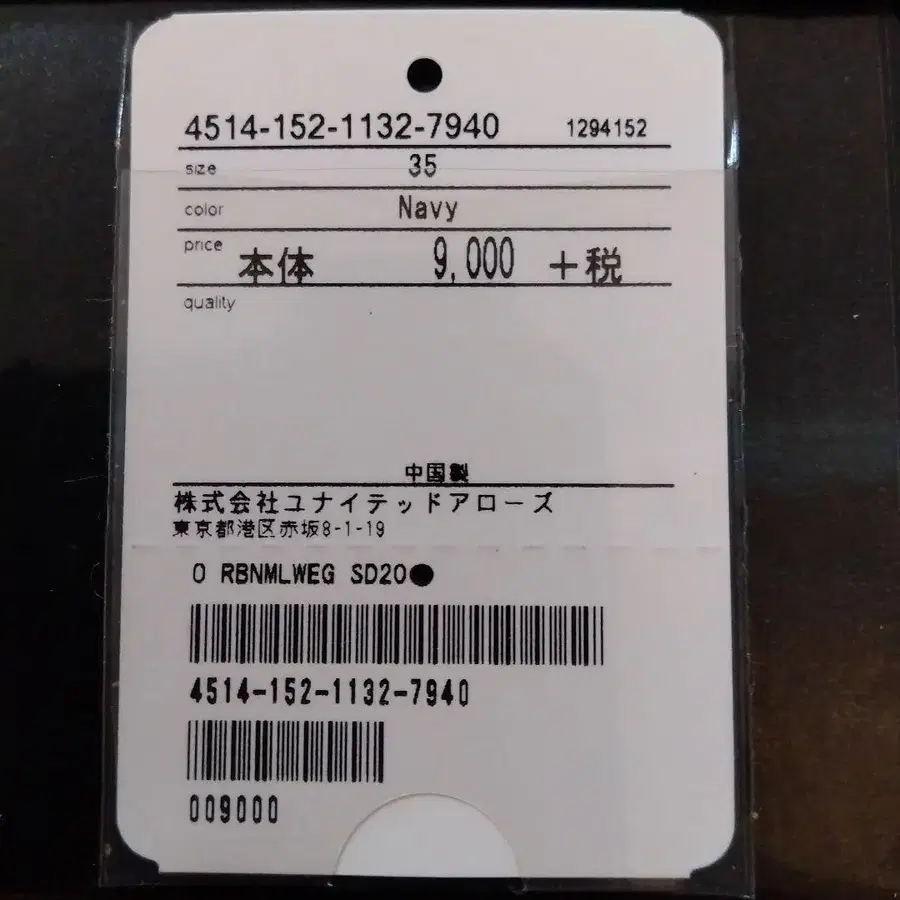 4514-152-1132-7940 1294152
size 35
color Navy
price 本体 9,000 +税
quality
中国製
株式会社ユナイテッドアローズ
東京都港区赤坂8-1-19
0 RBNMLWEG SD20●
4514-152-1132-7940
009000